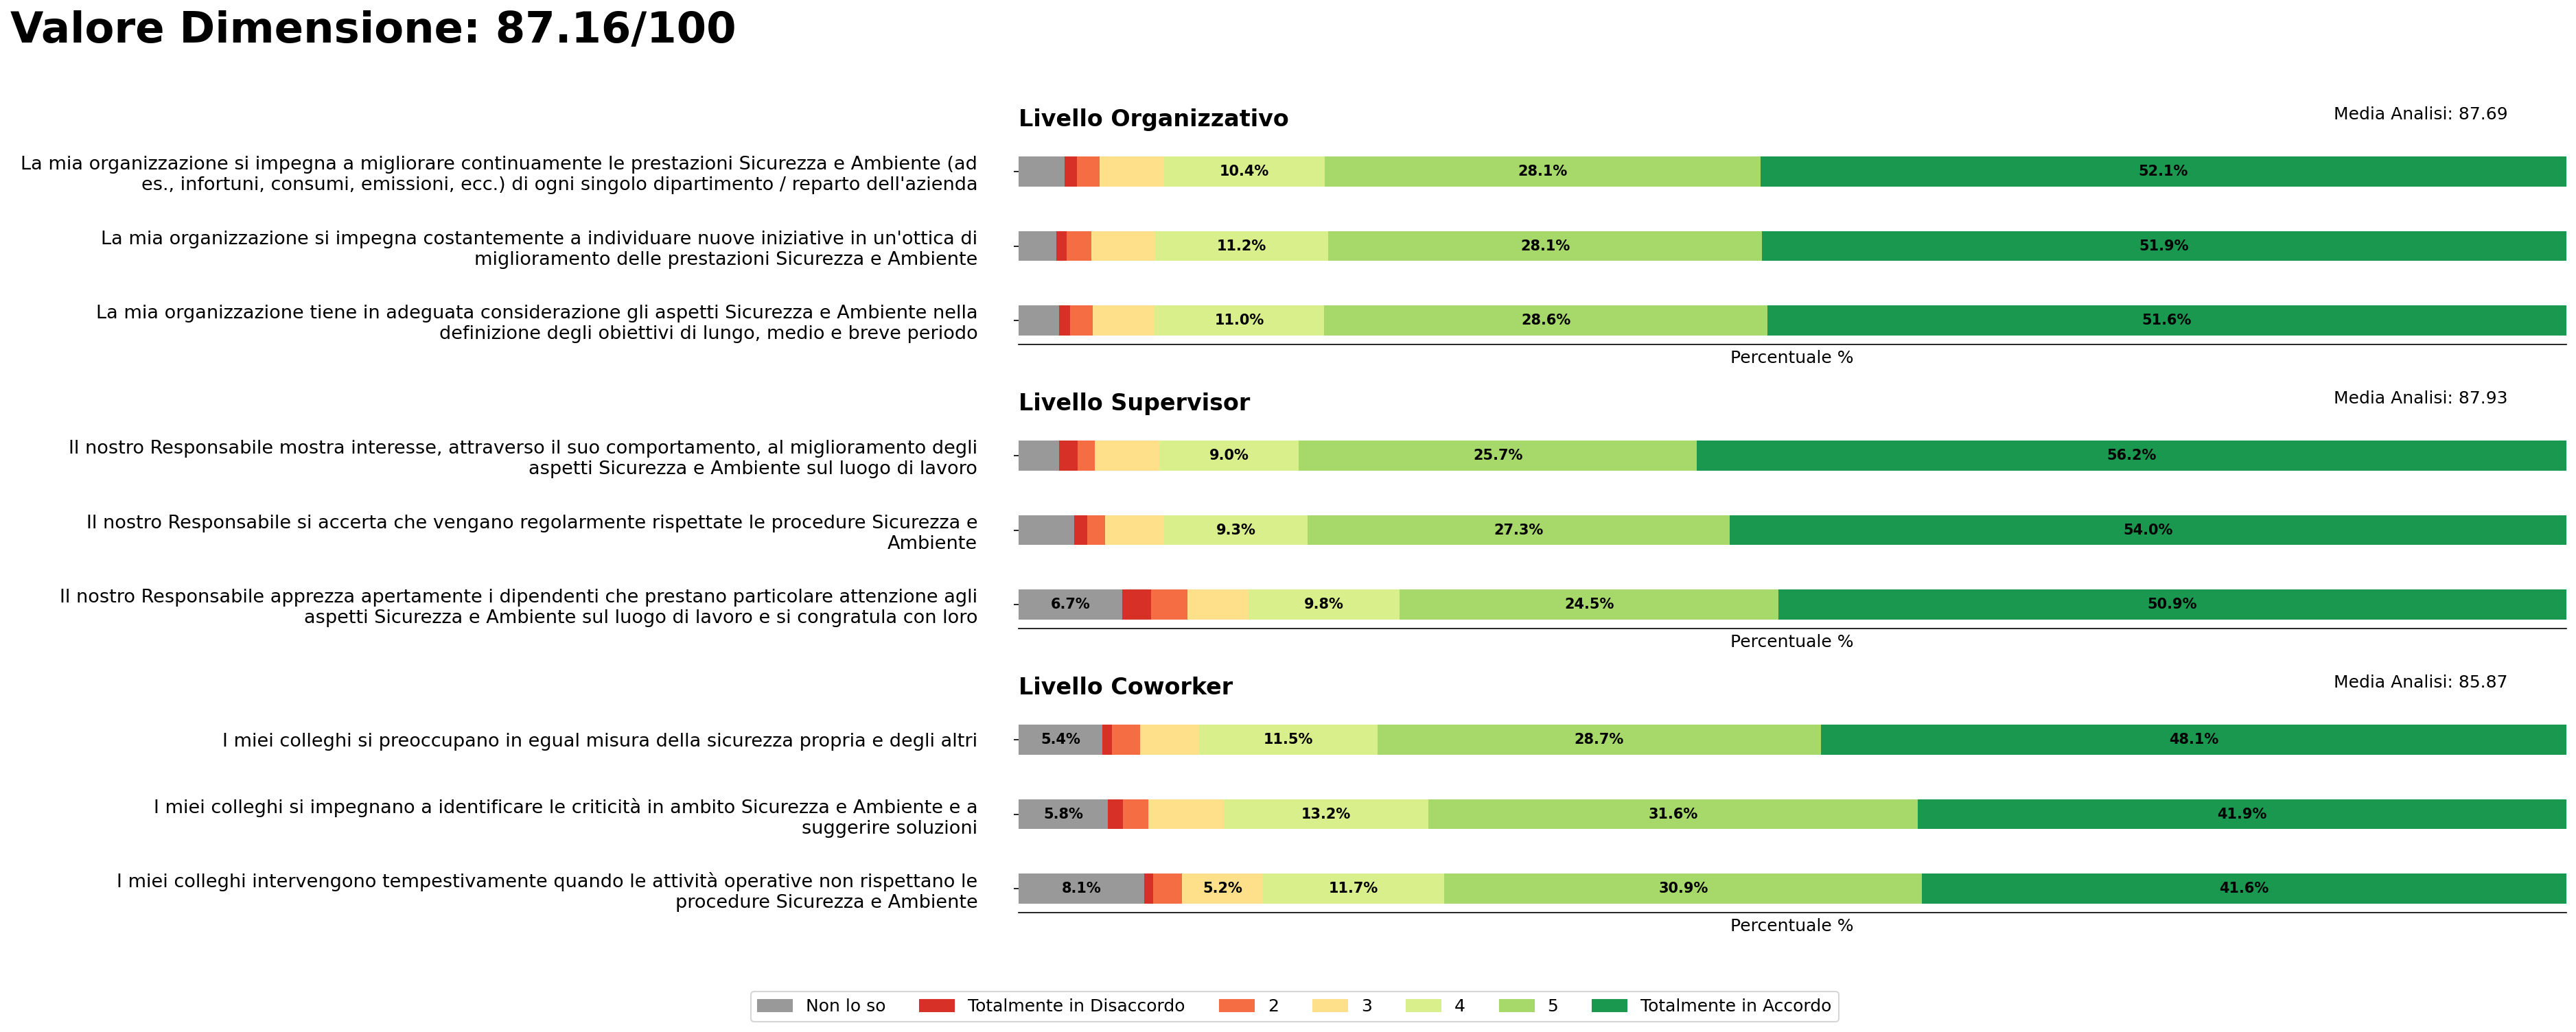 Valore Dimensione: 87.16/100
Livello Organizzativo
Media Analisi: 87.69
La mia organizzazione si impegna a migliorare continuamente le prestazioni Sicurezza e Ambiente (ad
es., infortuni, consumi, emissioni, ecc.) di ogni singolo dipartimento / reparto dell'azienda
10.4% 28.1% 52.1%
La mia organizzazione si impegna costantemente a individuare nuove iniziative in un'ottica di
miglioramento delle prestazioni Sicurezza e Ambiente
11.2% 28.1% 51.9%
La mia organizzazione tiene in adeguata considerazione gli aspetti Sicurezza e Ambiente nella
definizione degli obiettivi di lungo, medio e breve periodo
11.0% 28.6% 51.6%
Percentuale %
Livello Supervisor
Media Analisi: 87.93
Il nostro Responsabile mostra interesse, attraverso il suo comportamento, al miglioramento degli
aspetti Sicurezza e Ambiente sul luogo di lavoro
9.0% 25.7% 56.2%
Il nostro Responsabile si accerta che vengano regolarmente rispettate le procedure Sicurezza e
Ambiente
9.3% 27.3% 54.0%
Il nostro Responsabile apprezza apertamente i dipendenti che prestano particolare attenzione agli
aspetti Sicurezza e Ambiente sul luogo di lavoro e si congratula con loro
6.7% 9.8% 24.5% 50.9%
Percentuale %
Livello Coworker
Media Analisi: 85.87
I miei colleghi si preoccupano in egual misura della sicurezza propria e degli altri
5.4% 11.5% 28.7% 48.1%
I miei colleghi si impegnano a identificare le criticità in ambito Sicurezza e Ambiente e a
suggerire soluzioni
5.8% 13.2% 31.6% 41.9%
I miei colleghi intervengono tempestivamente quando le attività operative non rispettano le
procedure Sicurezza e Ambiente
8.1% 5.2% 11.7% 30.9% 41.6%
Percentuale %
Non lo so Totalmente in Disaccordo 2 3 4 5 Totalmente in Accordo